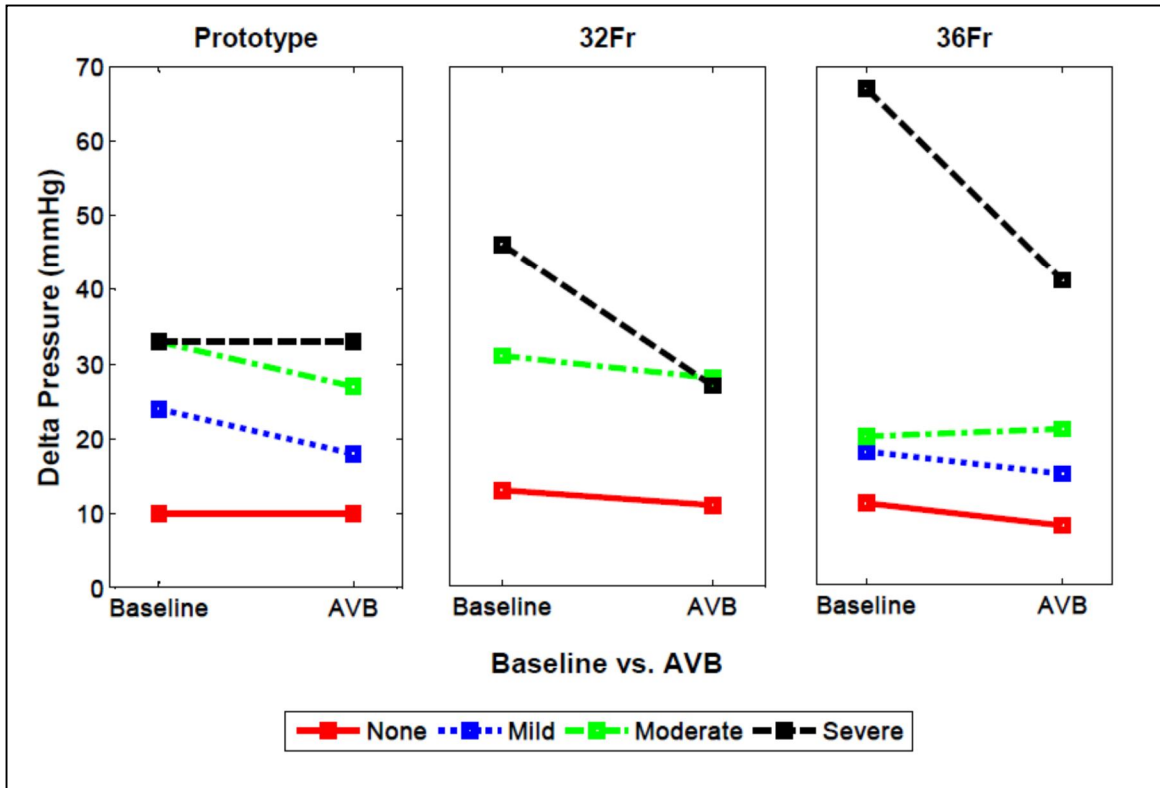 Prototype 32Fr 36Fr
70
60
50
40
30
20
10
0
Delta Pressure (mmHg)
Baseline AVB Baseline AVB Baseline AVB
Baseline vs. AVB
None Mild Moderate Severe